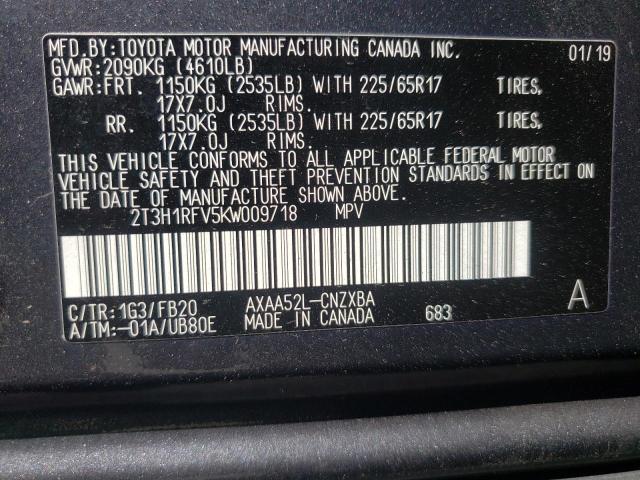 MFD.BY:TOYOTA MOTOR MANUFACTURING CANADA INC. 01/19
GVWR:2090KG (4610LB)
GAWR:FRT. 1150KG (2535LB) WITH 225/65R17 TIRES,
17X7.0J RIMS.
RR. 1150KG (2535LB) WITH 225/65R17 TIRES,
17X7.0J RIMS.
THIS VEHICLE CONFORMS TO ALL APPLICABLE FEDERAL MOTOR
VEHICLE SAFETY AND THEFT PREVENTION STANDARDS IN EFFECT ON
THE DATE OF MANUFACTURE SHOWN ABOVE.
2T3H1RFV5KW009718 MPV
C/TR:1G3/FB20 AXAA52L-CNZXBA A
A/TM:-01A/UB80E MADE IN CANADA 683